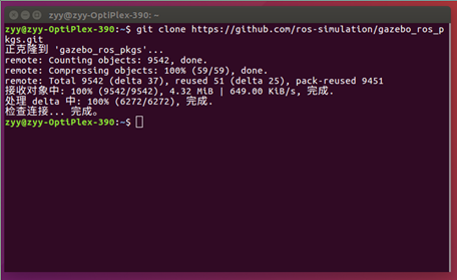 zyy@zyy-OptiPlex-390: ~
zyy@zyy-OptiPlex-390:~$ git clone https://github.com/ros-simulation/gazebo_ros_p
kgs.git
正克隆到 'gazebo_ros_pkgs'...
remote: Counting objects: 9542, done.
remote: Compressing objects: 100% (59/59), done.
remote: Total 9542 (delta 37), reused 51 (delta 25), pack-reused 9451
接收对象中: 100% (9542/9542), 4.32 MiB | 649.00 KiB/s, 完成.
处理 delta 中: 100% (6272/6272), 完成.
检查连接... 完成。
zyy@zyy-OptiPlex-390:~$